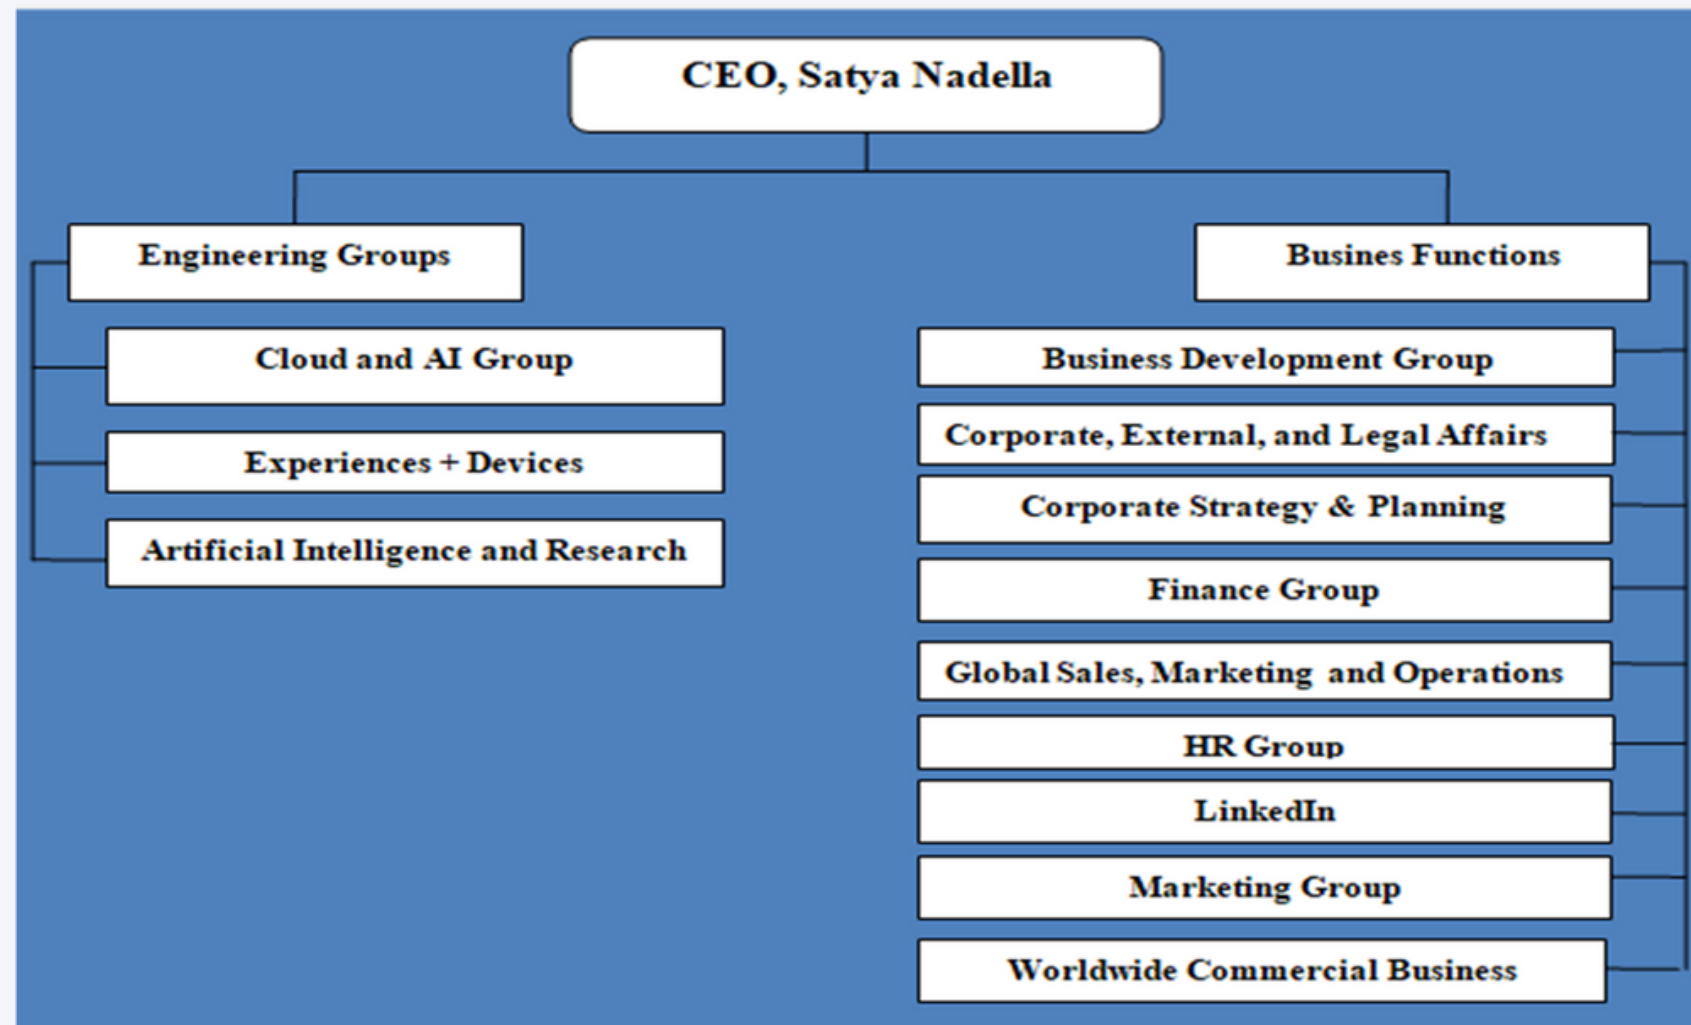 CEO, Satya Nadella
Engineering Groups
Cloud and AI Group
Experiences + Devices
Artificial Intelligence and Research
Busines Functions
Business Development Group
Corporate, External, and Legal Affairs
Corporate Strategy & Planning
Finance Group
Global Sales, Marketing and Operations
HR Group
LinkedIn
Marketing Group
Worldwide Commercial Business